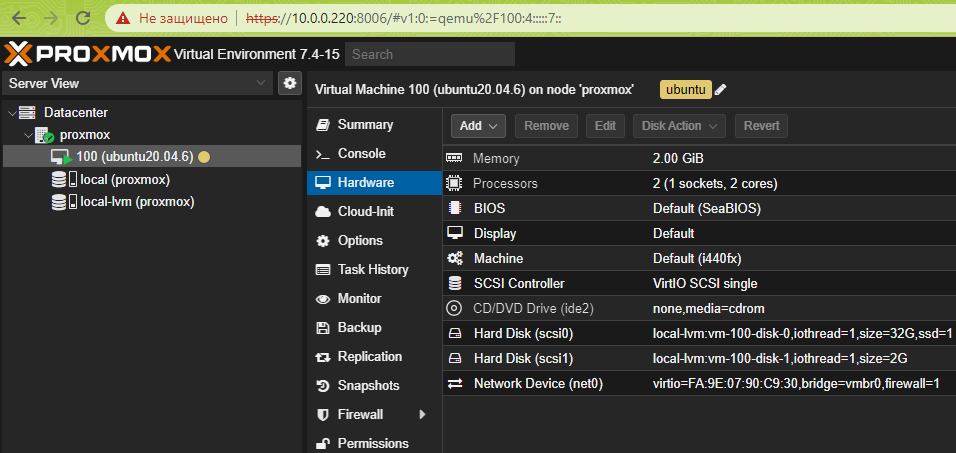 Не защищено https://10.0.0.220:8006/#v1:0:=qemu%2F100:4:::::7::
PROXMOX Virtual Environment 7.4-15 Search
Server View
Datacenter
proxmox
100 (ubuntu20.04.6)
local (proxmox)
local-lvm (proxmox)
Virtual Machine 100 (ubuntu20.04.6) on node 'proxmox' ubuntu
Summary
Console
Hardware
Cloud-Init
Options
Task History
Monitor
Backup
Replication
Snapshots
Firewall
Permissions
Add Remove Edit Disk Action Revert
Memory 2.00 GiB
Processors 2 (1 sockets, 2 cores)
BIOS Default (SeaBIOS)
Display Default
Machine Default (i440fx)
SCSI Controller VirtIO SCSI single
CD/DVD Drive (ide2) none,media=cdrom
Hard Disk (scsi0) local-lvm:vm-100-disk-0,iothread=1,size=32G,ssd=1
Hard Disk (scsi1) local-lvm:vm-100-disk-1,iothread=1,size=2G
Network Device (net0) virtio=FA:9E:07:90:C9:30,bridge=vmbr0,firewall=1